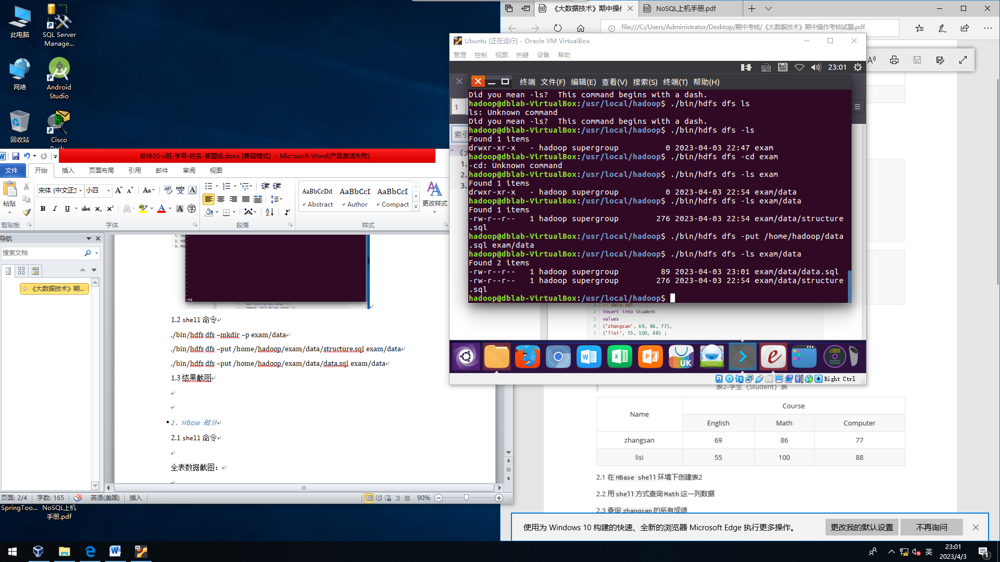 此电脑
SQL Server
Manage...
网络
Android
Studio
回收站
Cisco
SpringToo...
NoSQL上机
手册.pdf
软件20-x班-学号-姓名-答题纸.docx [兼容模式] - Microsoft Word(产品激活失败)
文件 开始 插入 页面布局 引用 邮件 审阅 视图
粘贴
宋体 (中文正文 小四
AaBbCcDd AaBbCcI AaBbCcI
Abstract Author Compact
更改样式
剪贴板 字体 段落 样式
导航
搜索文档
《大数据技术》期...
:wq
1.2 shell 命令
./bin/hdfs dfs –mkdir –p exam/data
./bin/hdfs dfs –put /home/hadoop/exam/data/structure.sql exam/data
./bin/hdfs dfs –put /home/hadoop/exam/data/data.sql exam/data
1.3 结果截图
2、HBase 部分
2.1 shell 命令
全表数据截图：
页面: 2/4 字数: 165 英语(美国) 插入 90%
《大数据技术》期中操作
NoSQL上机手册.pdf
file:///C:/Users/Administrator/Desktop/期中考核/《大数据技术》期中操作考核试题.pdf
Ubuntu [正在运行] - Oracle VM VirtualBox
管理 控制 视图 热键 设备 帮助
23:01
终端 文件(F) 编辑(E) 查看(V) 搜索(S) 终端(T) 帮助(H)
1
索引
Did you mean -ls?  This command begins with a dash.
hadoop@dblab-VirtualBox:/usr/local/hadoop$ ./bin/hdfs dfs ls
ls: Unknown command
Did you mean -ls?  This command begins with a dash.
hadoop@dblab-VirtualBox:/usr/local/hadoop$ ./bin/hdfs dfs -ls
Found 1 items
drwxr-xr-x   - hadoop supergroup          0 2023-04-03 22:47 exam
hadoop@dblab-VirtualBox:/usr/local/hadoop$ ./bin/hdfs dfs -cd exam
-cd: Unknown command
hadoop@dblab-VirtualBox:/usr/local/hadoop$ ./bin/hdfs dfs -ls exam
Found 1 items
drwxr-xr-x   - hadoop supergroup          0 2023-04-03 22:54 exam/data
hadoop@dblab-VirtualBox:/usr/local/hadoop$ ./bin/hdfs dfs -ls exam/data
Found 1 items
-rw-r--r--   1 hadoop supergroup        276 2023-04-03 22:54 exam/data/structure
.sql
hadoop@dblab-VirtualBox:/usr/local/hadoop$ ./bin/hdfs dfs -put /home/hadoop/data
.sql exam/data
hadoop@dblab-VirtualBox:/usr/local/hadoop$ ./bin/hdfs dfs -ls exam/data
Found 2 items
-rw-r--r--   1 hadoop supergroup         89 2023-04-03 23:01 exam/data/data.sql
-rw-r--r--   1 hadoop supergroup        276 2023-04-03 22:54 exam/data/structure
.sql
hadoop@dblab-VirtualBox:/usr/local/hadoop$
1 -- data.sql
2 insert into Student
3 values
4 ('zhangsan', 69, 86, 77),
5 ('lisi', 55, 100, 88) ;
UK
Right Ctrl
表2-学生（Student）表
Name Course
English Math Computer
zhangsan 69 86 77
lisi 55 100 88
2.1 在 HBase shell 环境下创建表2
2.2 用 shell 方式查询 Math 这一列数据
2.3 查询 zhangsan 的所有成绩
使用为 Windows 10 构建的快速、全新的浏览器 Microsoft Edge 执行更多操作。
更改我的默认设置 不再询问
英
23:01
2023/4/3
1